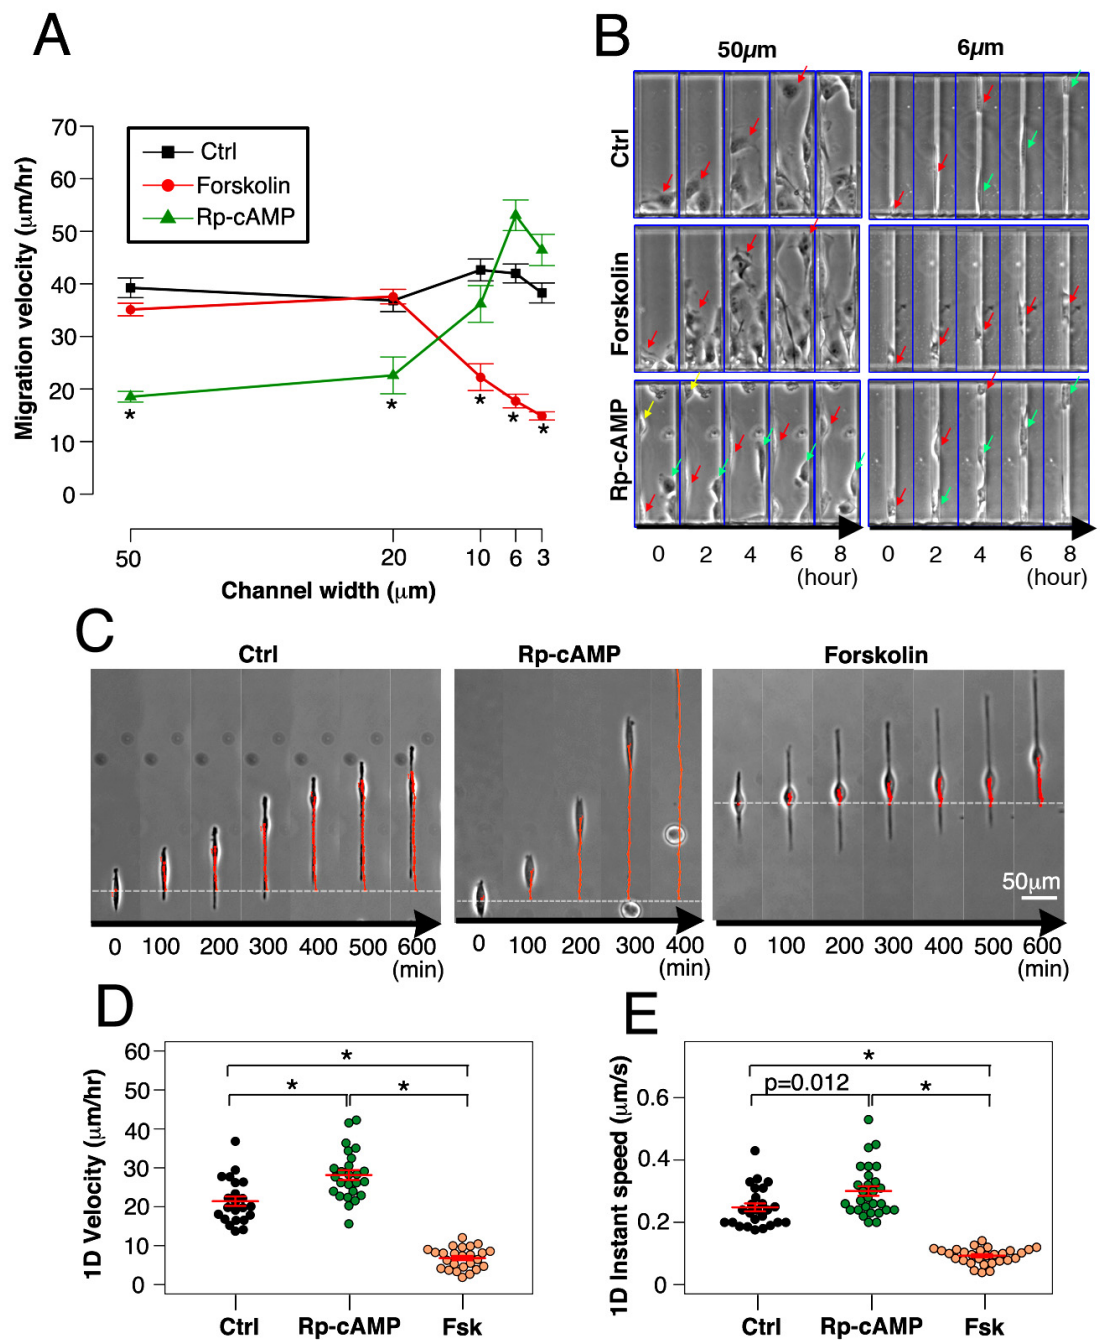 A
Migration velocity (μm/hr)
70
60
50
40
30
20
10
0
Ctrl
Forskolin
Rp-cAMP
*
*
*
*
*
50
20
10
6
3
Channel width (μm)
B
50μm
6μm
Ctrl
Forskolin
Rp-cAMP
0 2 4 6 8
(hour)
0 2 4 6 8
(hour)
C
Ctrl
Rp-cAMP
Forskolin
50μm
0 100 200 300 400 500 600
(min)
0 100 200 300 400
(min)
0 100 200 300 400 500 600
(min)
D
1D Velocity (μm/hr)
60
50
40
30
20
10
0
*
*
*
Ctrl Rp-cAMP Fsk
E
1D Instant speed (μm/s)
0.6
0.4
0.2
0
*
p=0.012
*
Ctrl Rp-cAMP Fsk